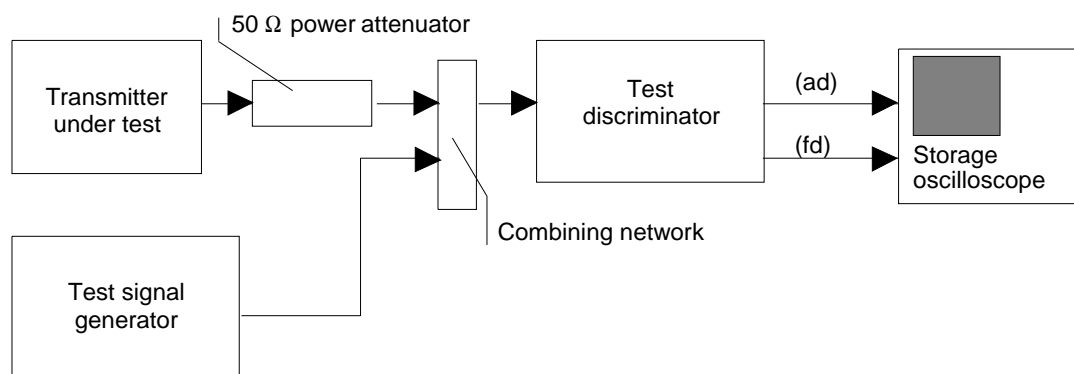 50 Ω power attenuator
Transmitter
under test
Test
discriminator
(ad)
(fd)
Storage
oscilloscope
Combining network
Test signal
generator